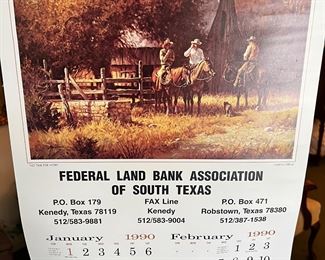 FEDERAL LAND BANK ASSOCIATION
OF SOUTH TEXAS
P.O. Box 179 FAX Line P.O. Box 471
Kenedy, Texas 78119 Kenedy Robstown, Texas 78380
512/583-9881 512/583-9004 512/387-1538
January 1990 February 1990
1 2 3 4 5 6 1 2 3